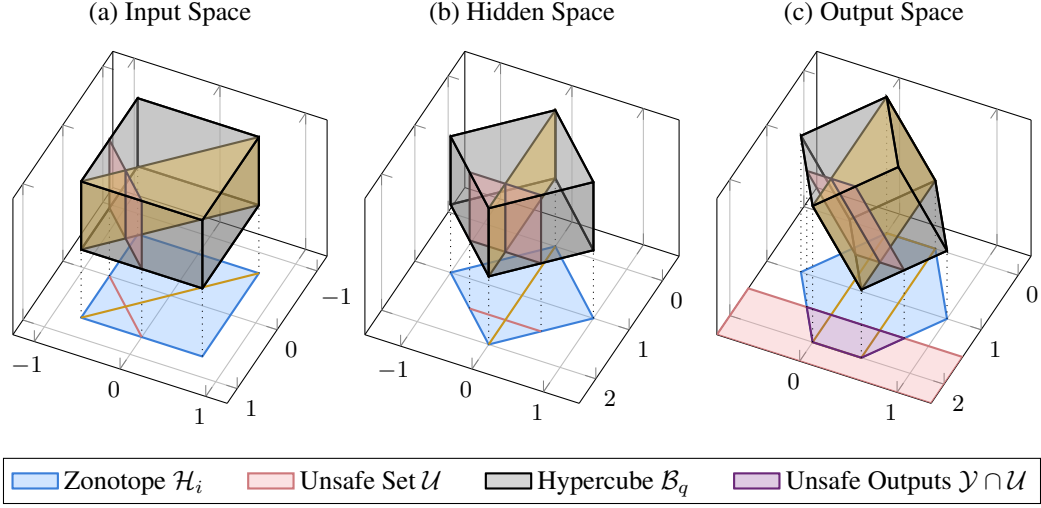 (a) Input Space
(b) Hidden Space
(c) Output Space
−1
0
1
−1
0
1
−1
0
1
0
1
2
0
1
0
1
2
Zonotope ℋᵢ
Unsafe Set 𝒰
Hypercube ℬ_q
Unsafe Outputs 𝒴 ∩ 𝒰